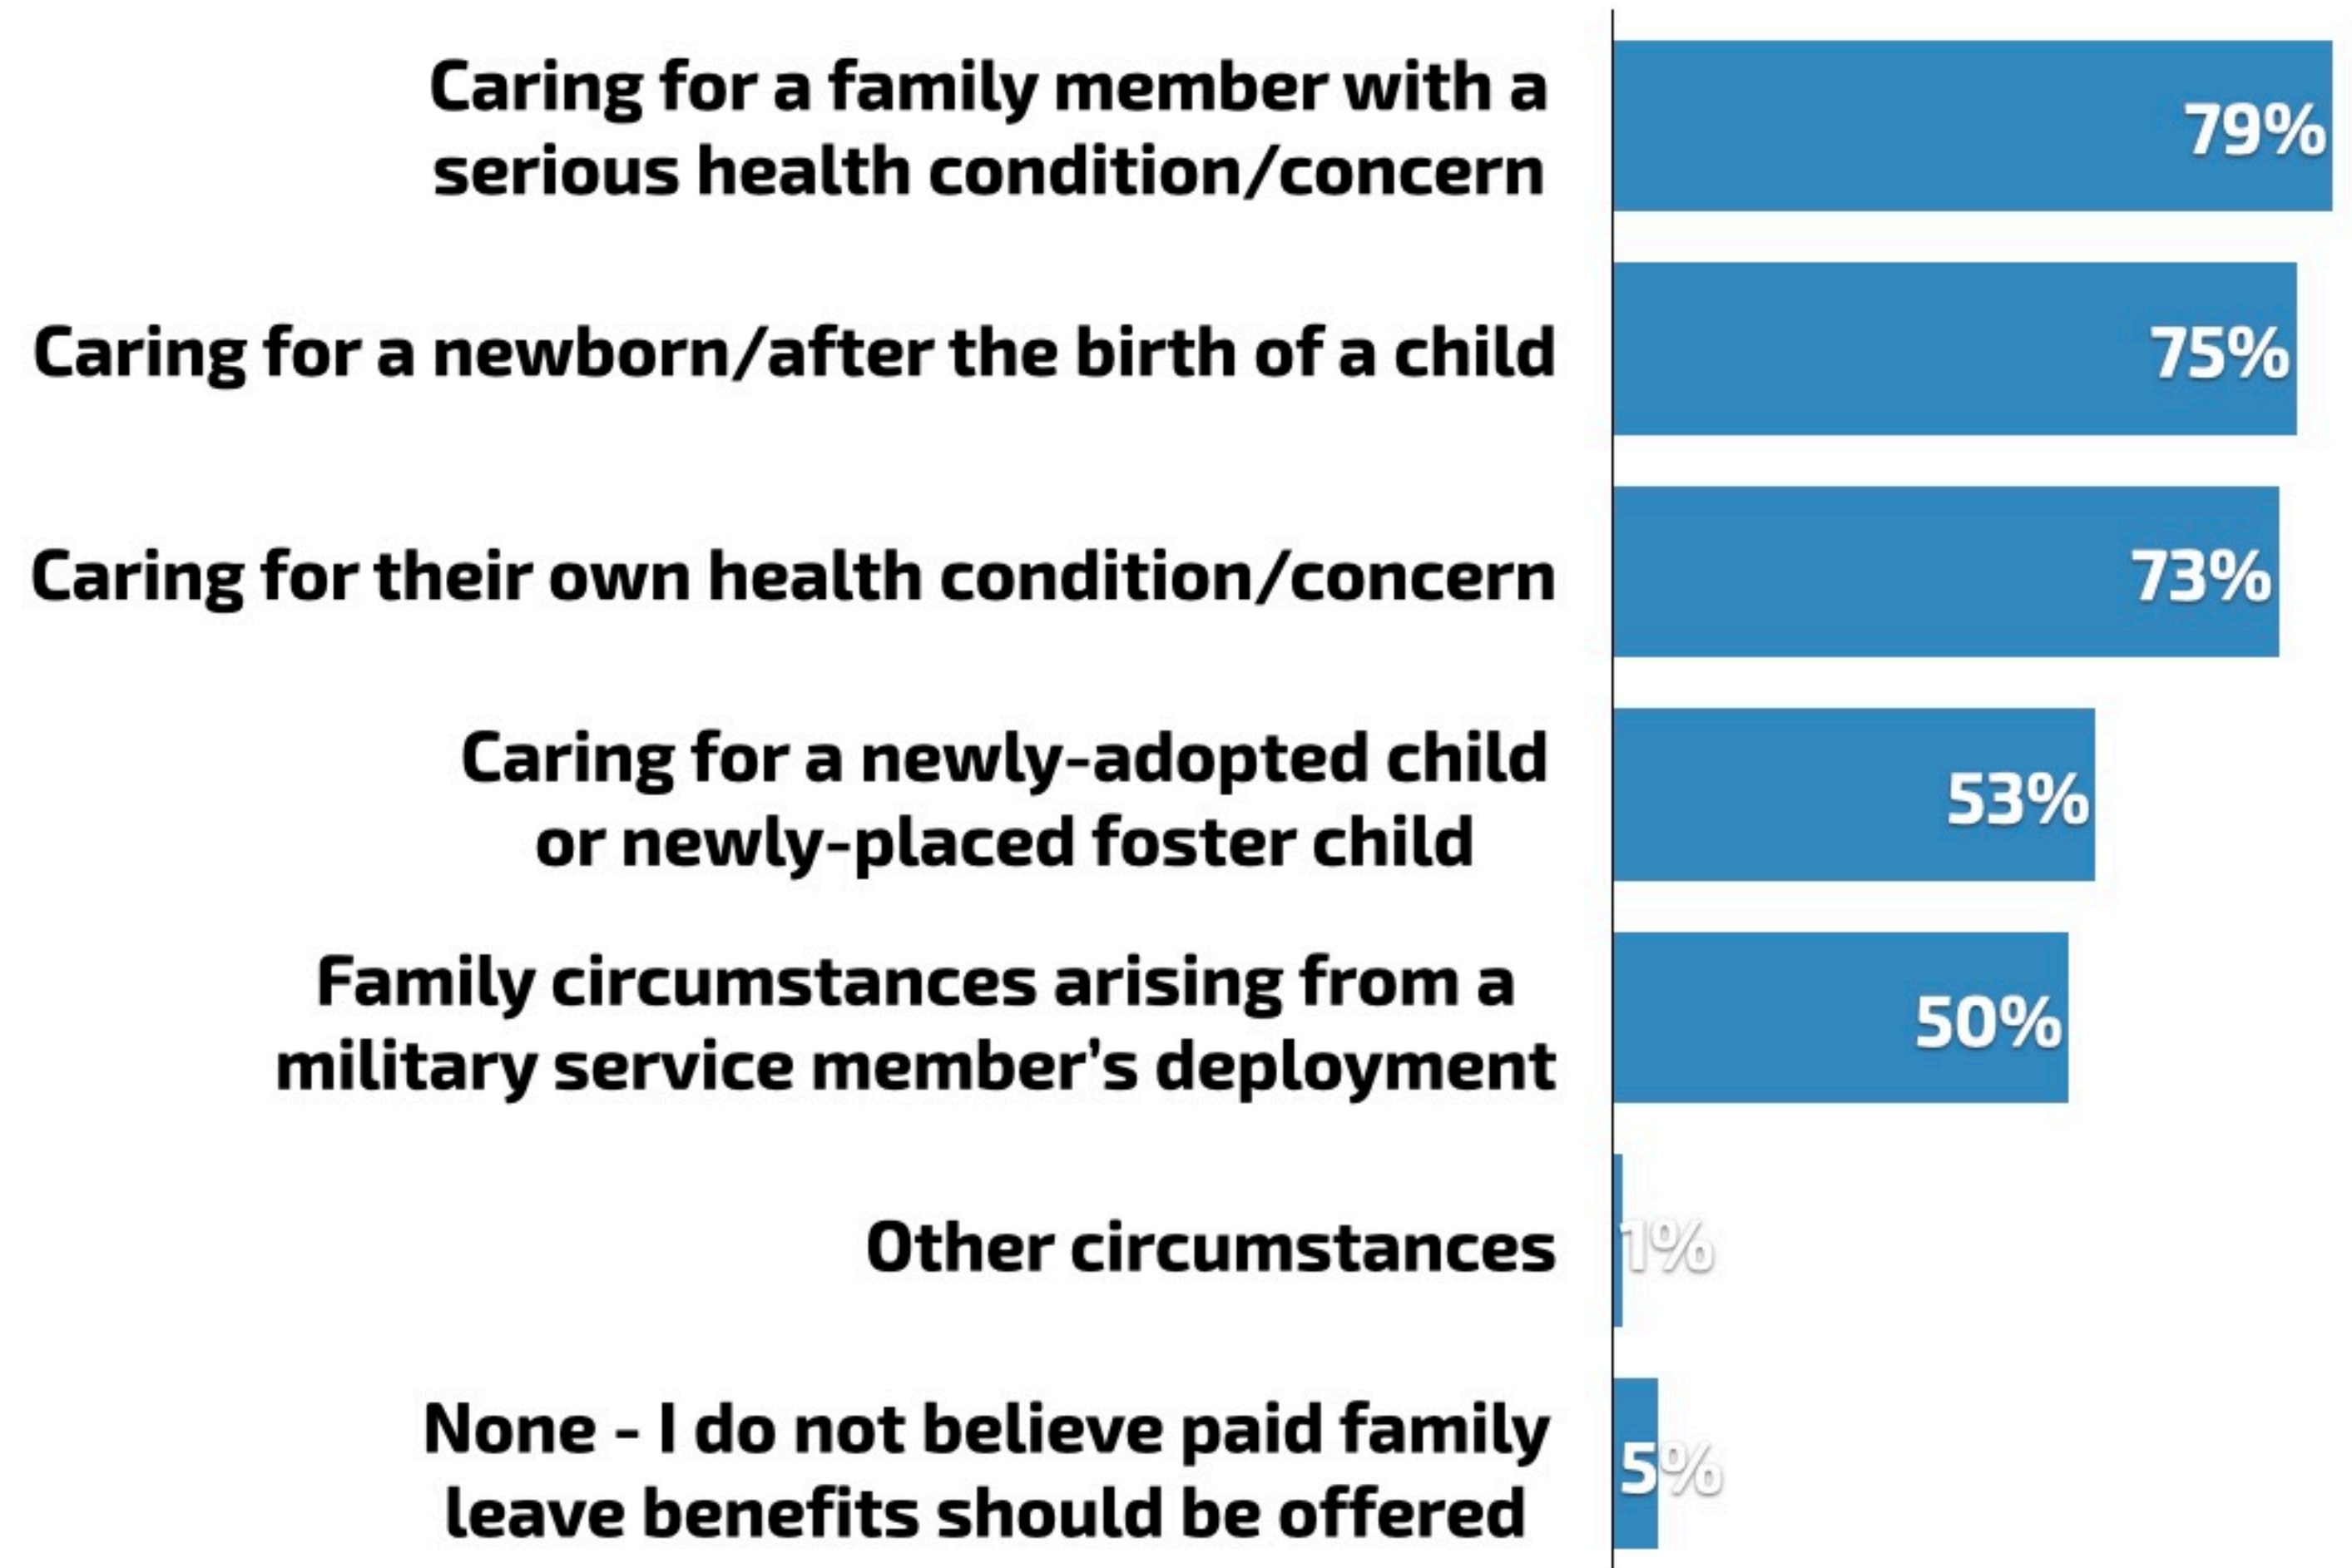 Caring for a family member with a
serious health condition/concern
79%
Caring for a newborn/after the birth of a child
75%
Caring for their own health condition/concern
73%
Caring for a newly-adopted child
or newly-placed foster child
53%
Family circumstances arising from a
military service member’s deployment
50%
Other circumstances
1%
None - I do not believe paid family
leave benefits should be offered
5%